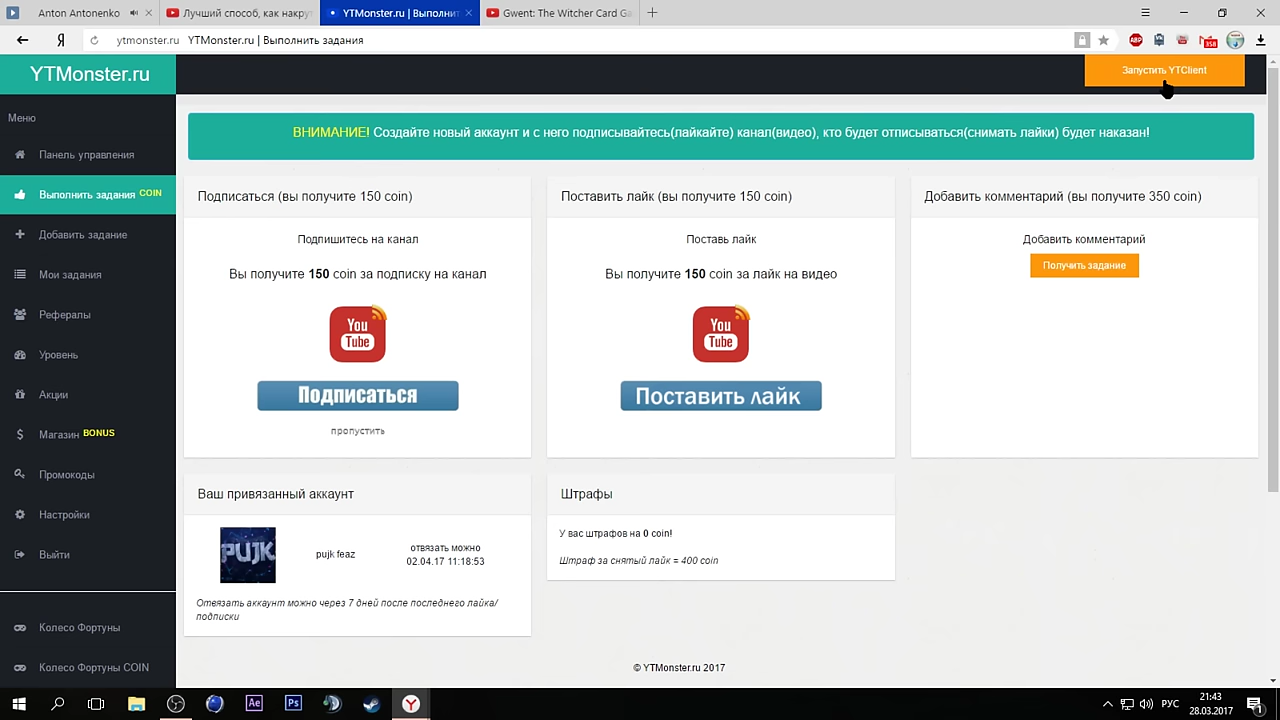 Anton Antonenko
Лучший способ, как накрут
YTMonster.ru | Выполнит
Gwent: The Witcher Card Ga
ytmonster.ru YTMonster.ru | Выполнить задания
ABP
358
YTMonster.ru
Запустить YTClient
Меню
ВНИМАНИЕ! Создайте новый аккаунт и с него подписывайтесь(лайкайте) канал(видео), кто будет отписываться(снимать лайки) будет наказан!
Панель управления
Выполнить задания COIN
Добавить задание
Мои задания
Рефералы
Уровень
Акции
Магазин BONUS
Промокоды
Настройки
Выйти
Колесо Фортуны
Колесо Фортуны COIN
Подписаться (вы получите 150 coin)
Подпишитесь на канал
Вы получите 150 coin за подписку на канал
You
Tube
Подписаться
пропустить
Поставить лайк (вы получите 150 coin)
Поставь лайк
Вы получите 150 coin за лайк на видео
You
Tube
Поставить лайк
Добавить комментарий (вы получите 350 coin)
Добавить комментарий
Получить задание
Ваш привязанный аккаунт
PUJK
pujk feaz
отвязать можно
02.04.17 11:18:53
Отвязать аккаунт можно через 7 дней после последнего лайка/
подписки
Штрафы
У вас штрафов на 0 coin!
Штраф за снятый лайк = 400 coin
© YTMonster.ru 2017
Ae
Ps
РУС
21:43
28.03.2017
1